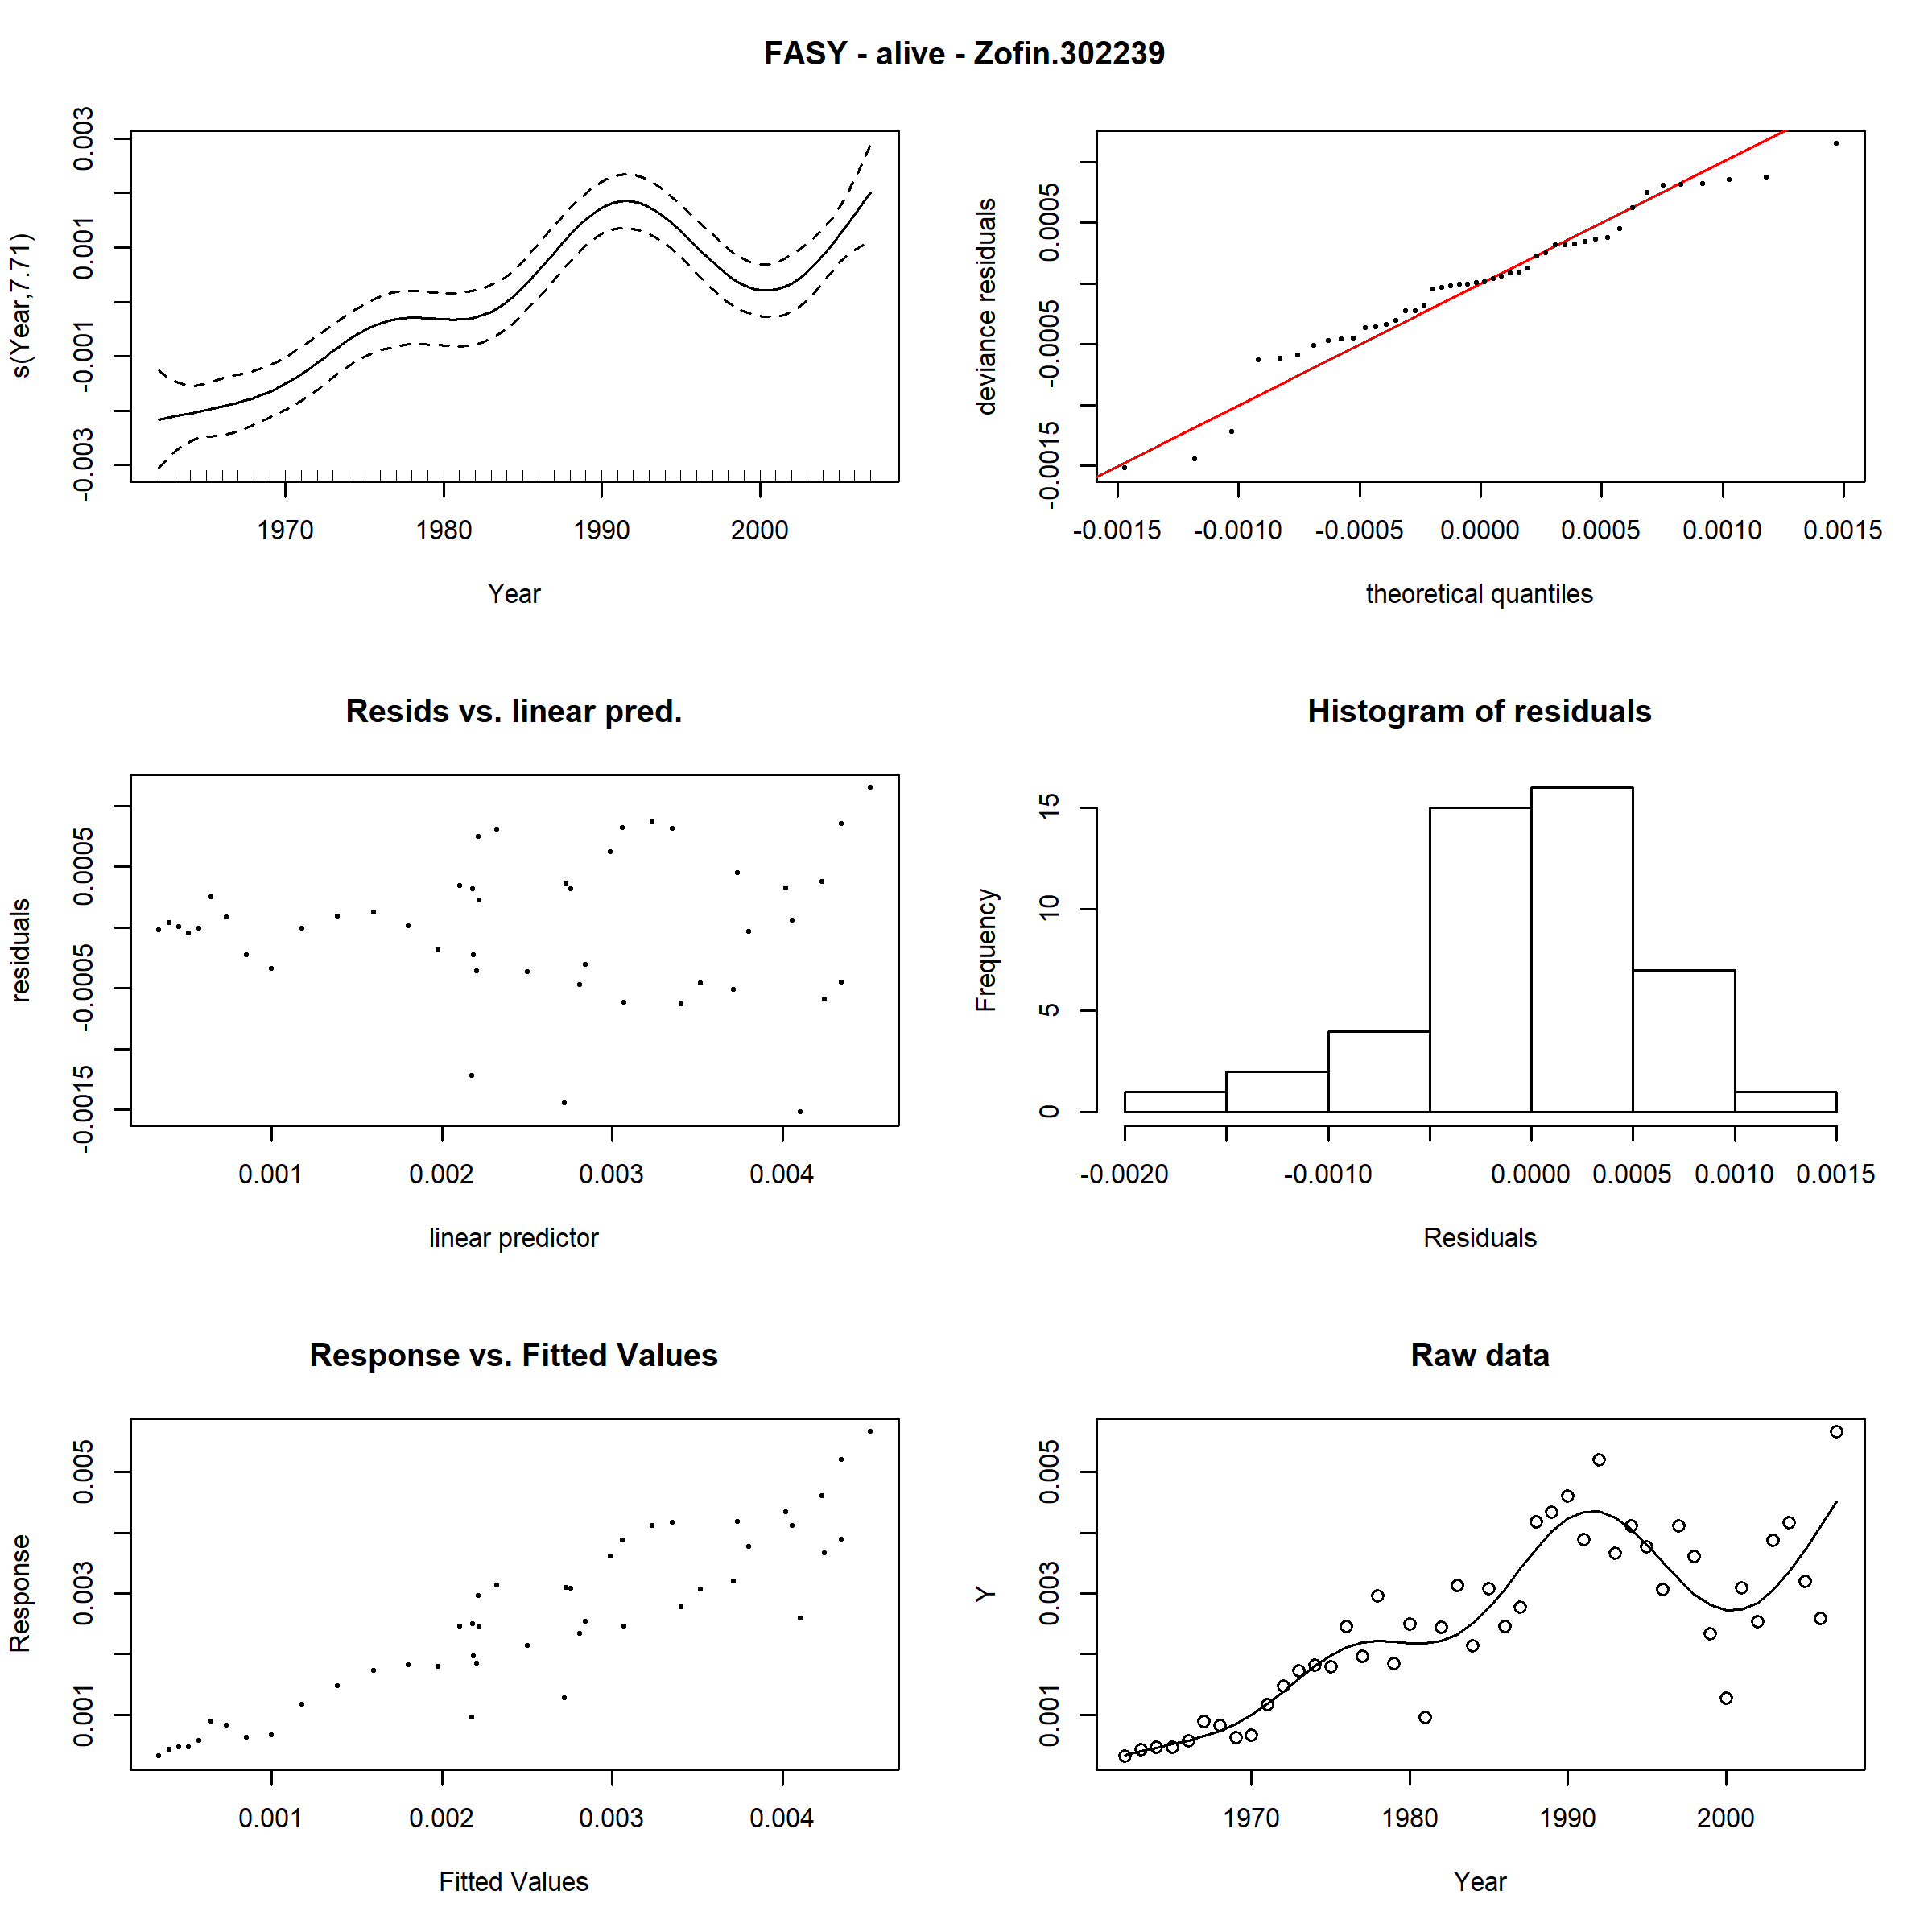 FASY - alive - Zofin.302239
s(Year,7.71)
0.003
0.001
-0.001
-0.003
1970 1980 1990 2000
Year
deviance residuals
0.0005
-0.0005
-0.0015
-0.0015 -0.0010 -0.0005 0.0000 0.0005 0.0010 0.0015
theoretical quantiles
Resids vs. linear pred.
residuals
0.0005
-0.0005
-0.0015
0.001 0.002 0.003 0.004
linear predictor
Histogram of residuals
Frequency
15
10
5
0
-0.0020 -0.0010 0.0000 0.0005 0.0010 0.0015
Residuals
Response vs. Fitted Values
Response
0.005
0.003
0.001
0.001 0.002 0.003 0.004
Fitted Values
Raw data
Y
0.005
0.003
0.001
1970 1980 1990 2000
Year